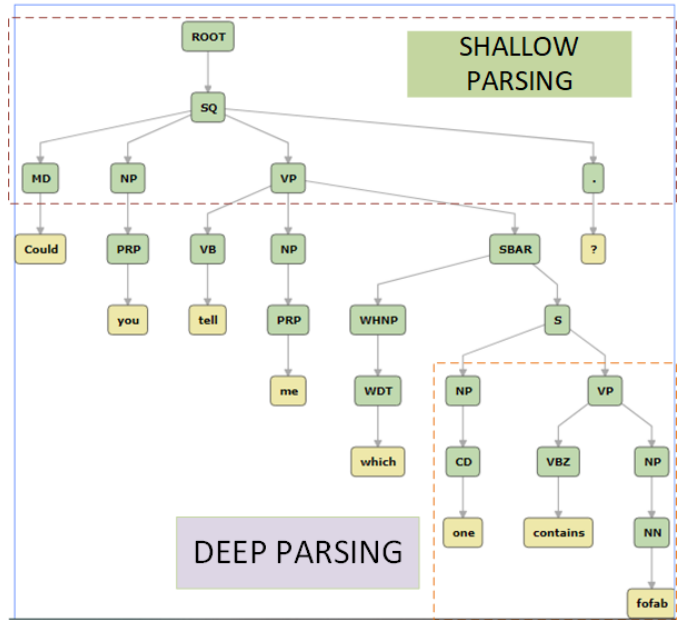 ROOT
SHALLOW
PARSING
SQ
MD NP VP .
Could PRP VB NP SBAR ?
you tell PRP WHNP S
me WDT NP VP
which CD VBZ NP
one contains NN
DEEP PARSING
fofab